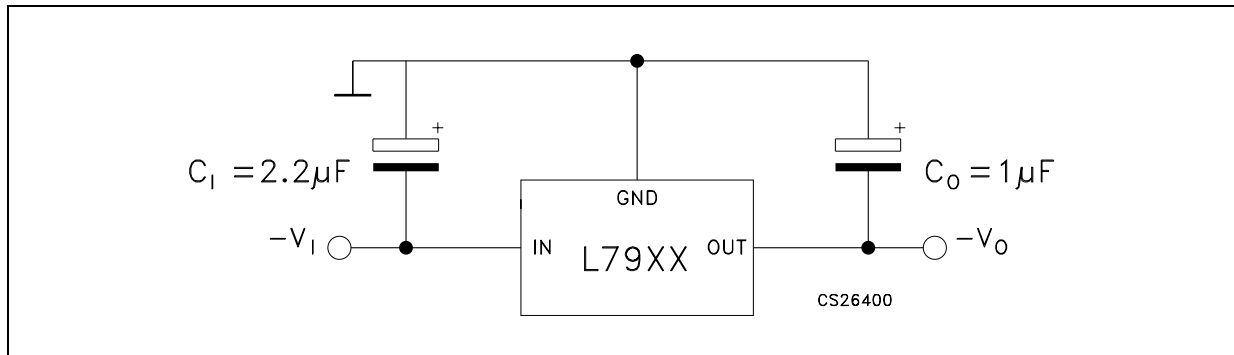 +
+
C_I =2.2µF
C_O =1µF
GND
-V_I
IN
L79XX
OUT
-V_O
CS26400